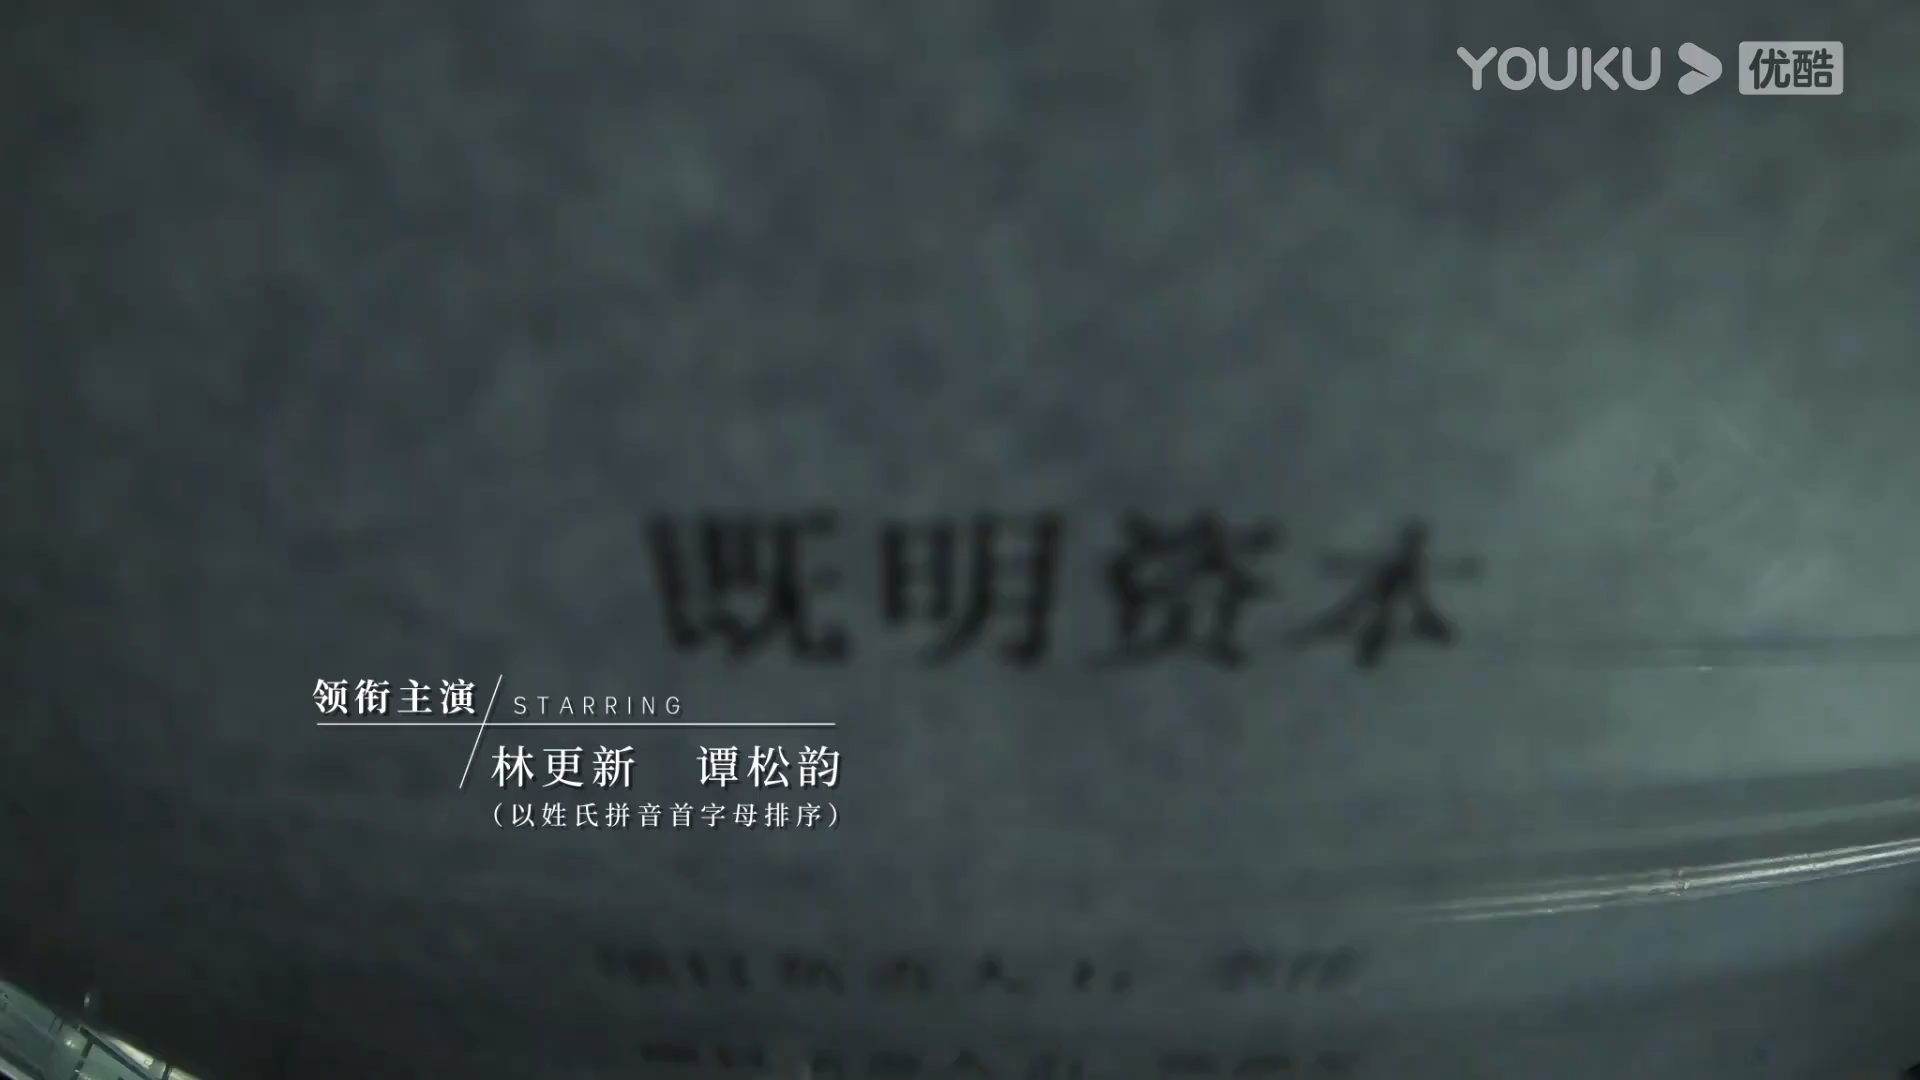 YOUKU 优酷
既明资本
领衔主演 STARRING
林更新 谭松韵
（以姓氏拼音首字母排序）